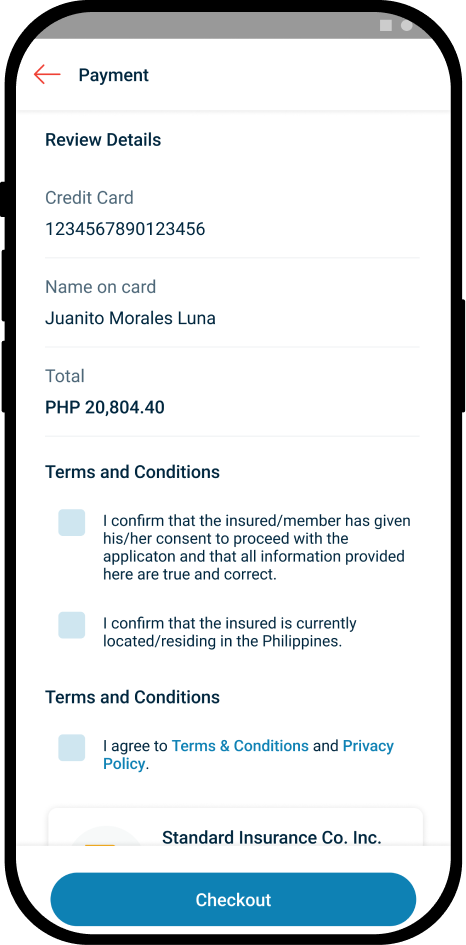 Payment
Review Details
Credit Card
1234567890123456
Name on card
Juanito Morales Luna
Total
PHP 20,804.40
Terms and Conditions
I confirm that the insured/member has given
his/her consent to proceed with the
applicaton and that all information provided
here are true and correct.
I confirm that the insured is currently
located/residing in the Philippines.
Terms and Conditions
I agree to Terms & Conditions and Privacy
Policy.
Standard Insurance Co. Inc.
Checkout